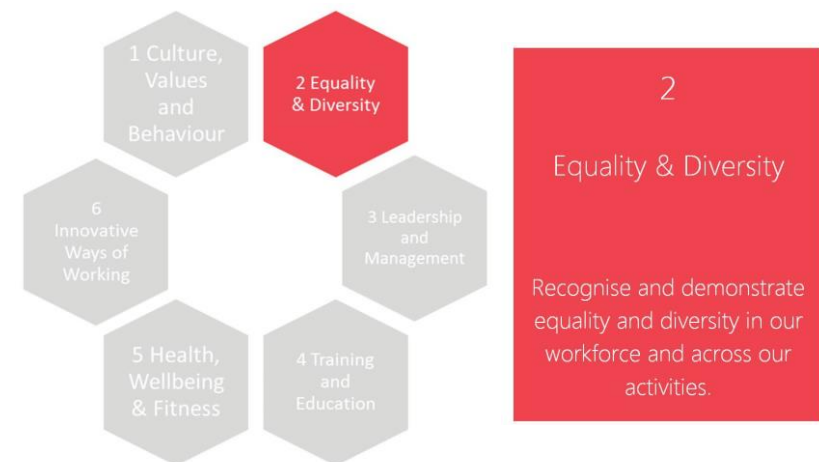 1 Culture,
Values
and
Behaviour
2 Equality
& Diversity
3 Leadership
and
Management
4 Training
and
Education
5 Health,
Wellbeing
& Fitness
6
Innovative
Ways of
Working
2
Equality & Diversity
Recognise and demonstrate
equality and diversity in our
workforce and across our
activities.